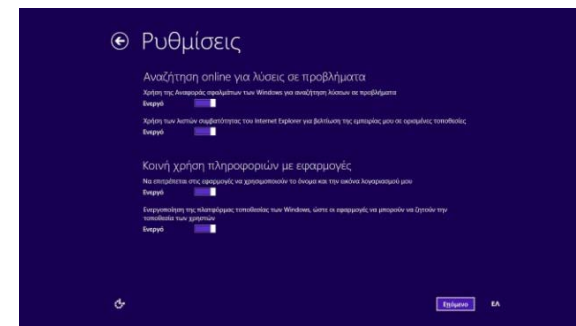 Ρυθμίσεις
Αναζήτηση online για λύσεις σε προβλήματα
Χρήση της Αναφοράς σφαλμάτων των Windows για αναζήτηση λύσεων σε προβλήματα
Ενεργό
Χρήση των λιστών συμβατότητας του Internet Explorer για βελτίωση της εμπειρίας μου σε ορισμένες τοποθεσίες
Ενεργό
Κοινή χρήση πληροφοριών με εφαρμογές
Να επιτρέπεται στις εφαρμογές να χρησιμοποιούν το όνομα και την εικόνα λογαριασμού μου
Ενεργό
Ενεργοποίηση της πλατφόρμας τοποθεσίας των Windows, ώστε οι εφαρμογές να μπορούν να ζητούν την
τοποθεσία των χρηστών
Ενεργό
Επόμενο ΕΛ